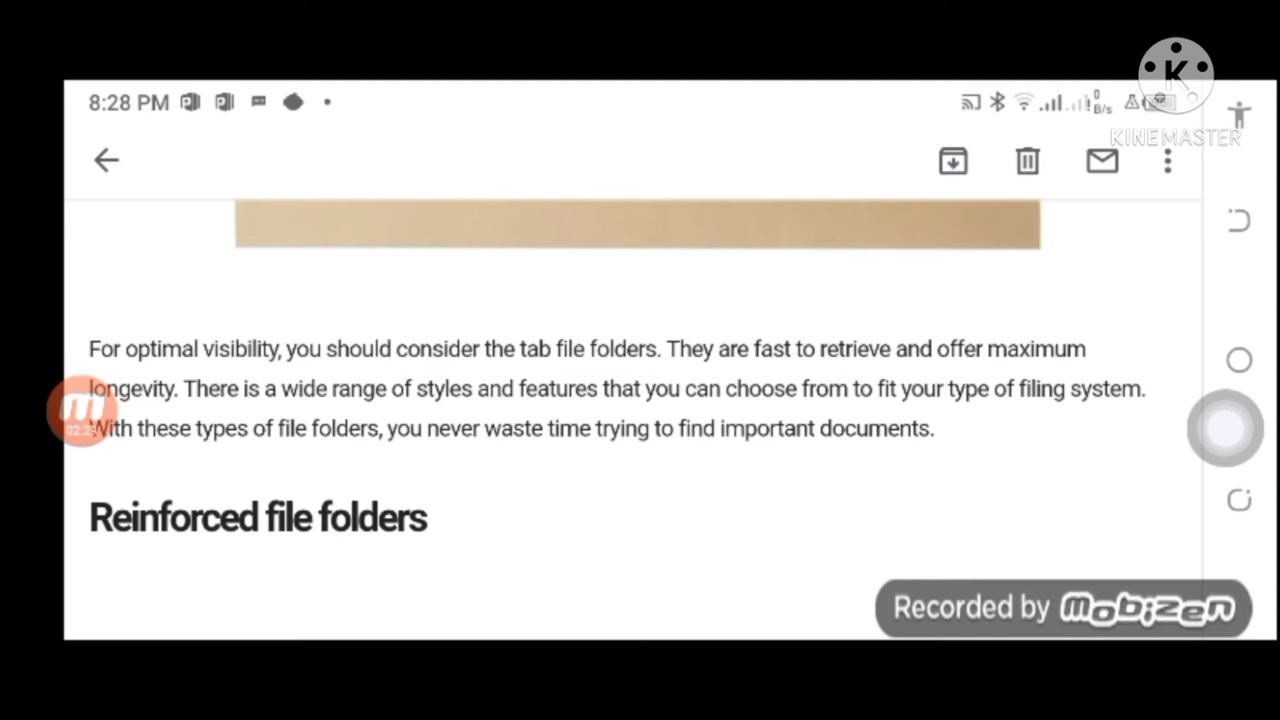 KINEMASTER
8:28 PM
B/s
For optimal visibility, you should consider the tab file folders. They are fast to retrieve and offer maximum
longevity. There is a wide range of styles and features that you can choose from to fit your type of filing system.
With these types of file folders, you never waste time trying to find important documents.
Reinforced file folders
Recorded by mobizen